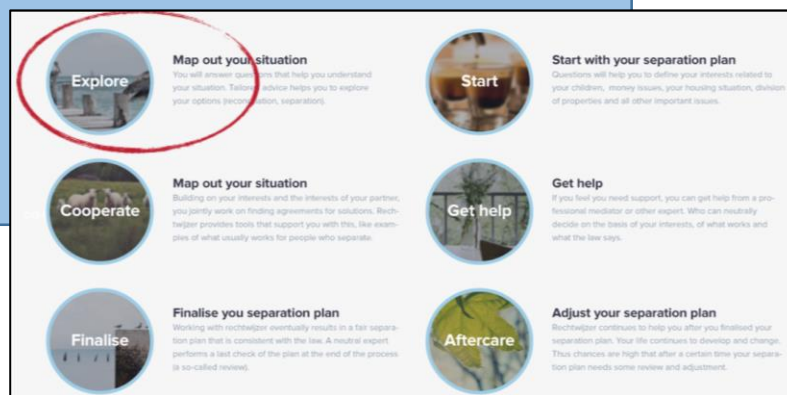 Explore
Map out your situation
You will answer questions that help you understand
your situation. Tailored advice helps you to explore
your options (reconciliation, separation).
Start
Start with your separation plan
Questions will help you to define your interests related to
your children, money issues, your housing situation, division
of properties and all other important issues.
Cooperate
Map out your situation
Building on your interests and the interests of your partner,
you jointly work on finding agreements for solutions. Rech-
twijzer provides tools that support you with this, like exam-
ples of what usually works for people who separate.
Get help
Get help
If you feel you need support, you can get help from a pro-
fessional mediator or other expert. Who can neutrally
decide on the basis of your interests, of what works and
what the law says.
Finalise
Finalise you separation plan
Working with rechtwijzer eventually results in a fair separa-
tion plan that is consistent with the law. A neutral expert
performs a last check of the plan at the end of the process
(a so-called review).
Aftercare
Adjust your separation plan
Rechtwijzer continues to help you after you finalised your
separation plan. Your life continues to develop and change.
Thus chances are high that after a certain time your separa-
tion plan needs some review and adjustment.